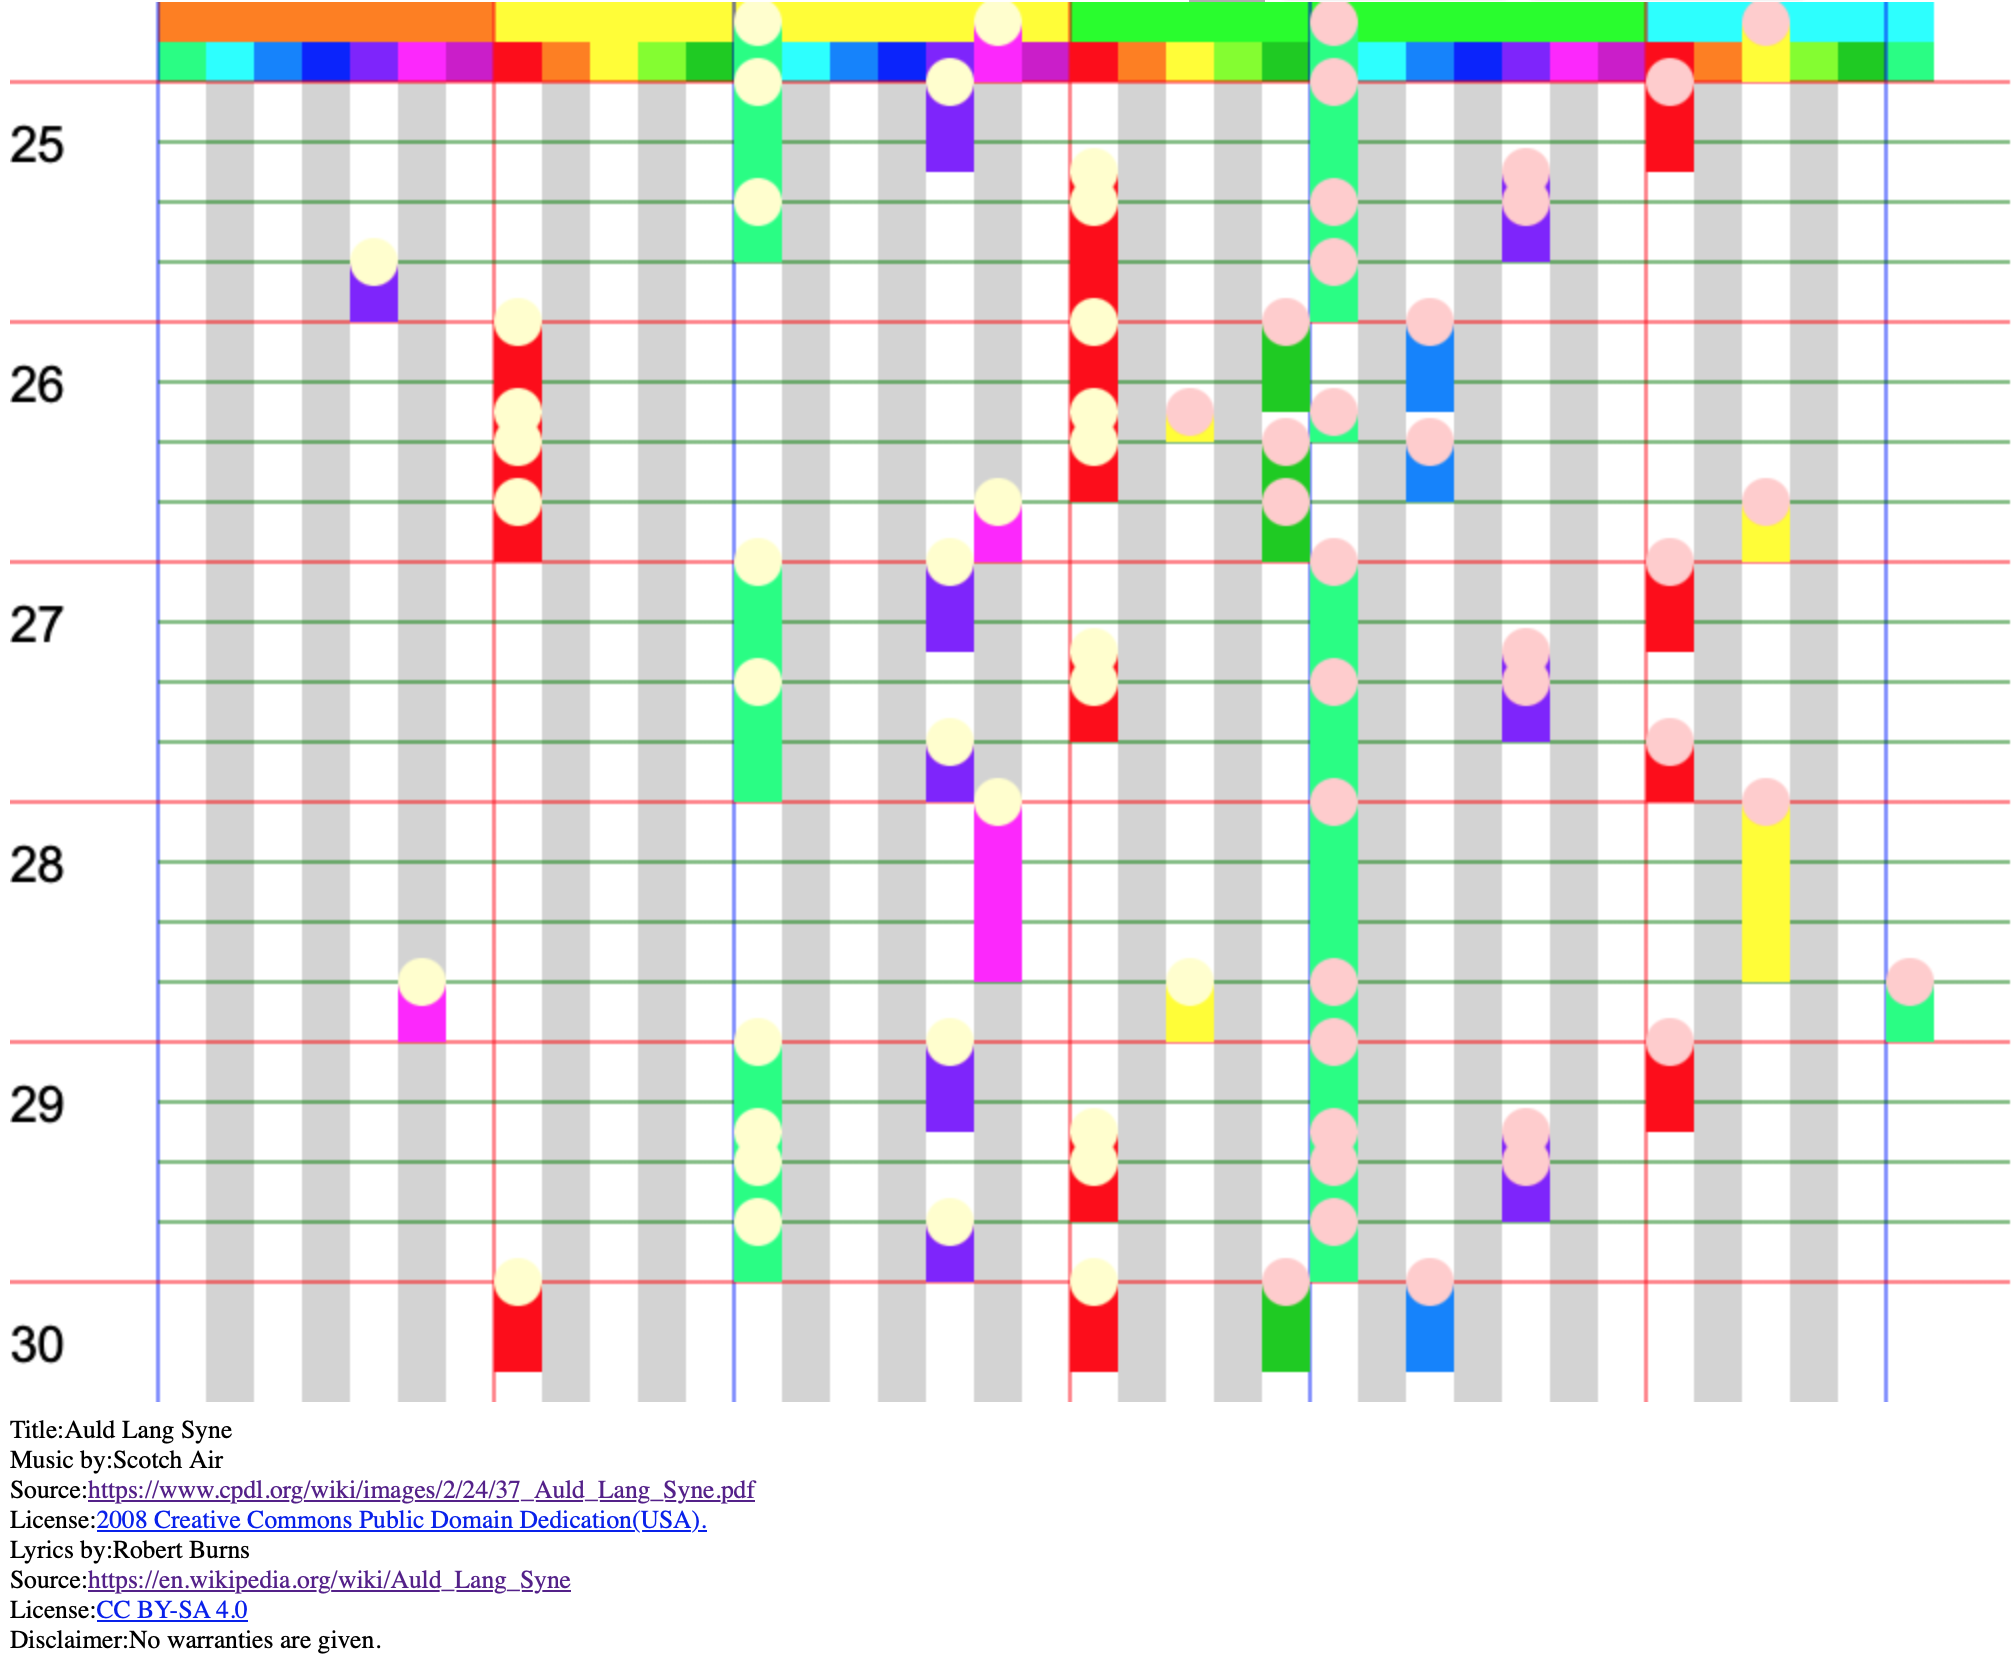 25
26
27
28
29
30
Title:Auld Lang Syne
Music by:Scotch Air
Source:https://www.cpdl.org/wiki/images/2/24/37_Auld_Lang_Syne.pdf
License:2008 Creative Commons Public Domain Dedication(USA).
Lyrics by:Robert Burns
Source:https://en.wikipedia.org/wiki/Auld_Lang_Syne
License:CC BY-SA 4.0
Disclaimer:No warranties are given.